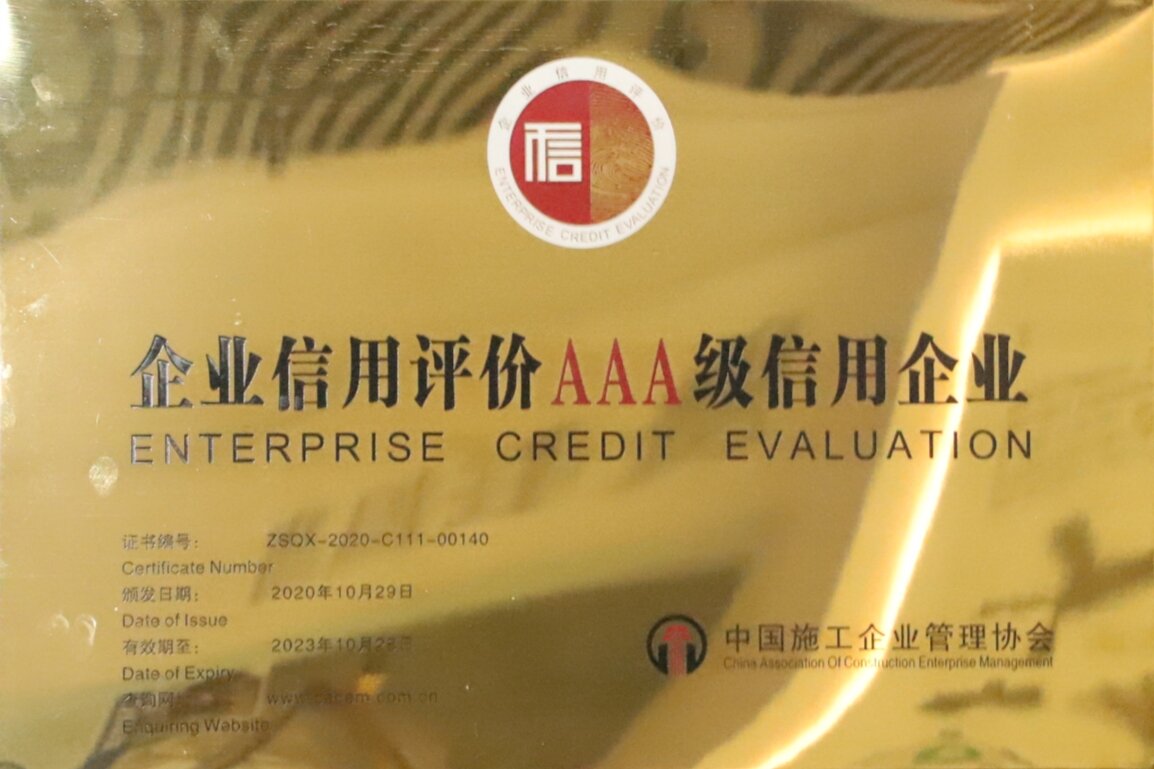 企业信用评价
ENTERPRISE CREDIT EVALUATION
信
企业信用评价AAA级信用企业
ENTERPRISE CREDIT EVALUATION
证书编号: ZSQX-2020-C111-00140
Certificate Number
颁发日期: 2020年10月29日
Date of Issue
有效期至: 2023年10月28日
Date of Expiry
查询网 www.cacem.com.cn
Enquiring Website
中国施工企业管理协会
China Association Of Construction Enterprise Management